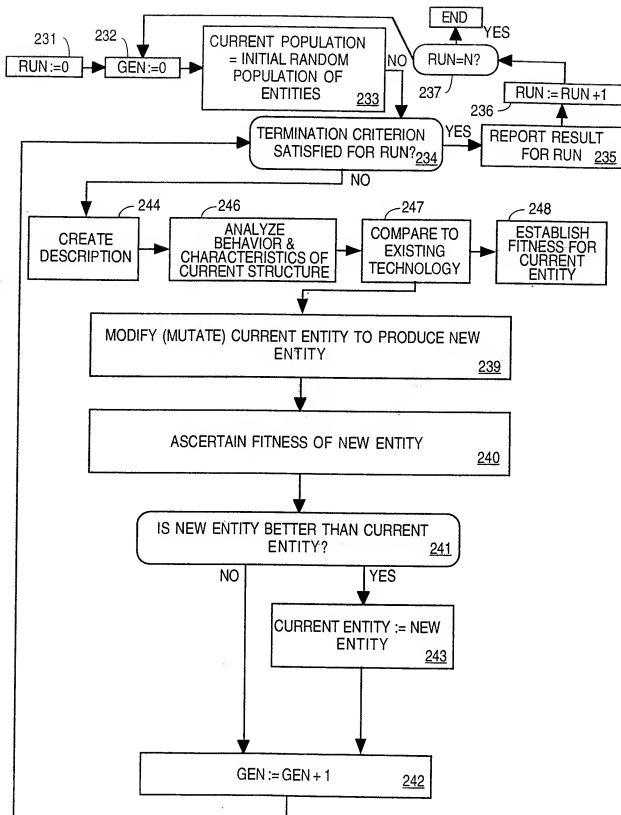 231
232
RUN:=0
GEN:=0
CURRENT POPULATION
= INITIAL RANDOM
POPULATION OF
ENTITIES
233
NO
END
YES
RUN=N?
237
236
RUN := RUN +1
TERMINATION CRITERION
SATISFIED FOR RUN?
234
YES
REPORT RESULT
FOR RUN
235
NO
244
CREATE
DESCRIPTION
246
ANALYZE
BEHAVIOR &
CHARACTERISTICS OF
CURRENT STRUCTURE
247
COMPARE TO
EXISTING
TECHNOLOGY
248
ESTABLISH
FITNESS FOR
CURRENT
ENTITY
MODIFY (MUTATE) CURRENT ENTITY TO PRODUCE NEW
ENTITY
239
ASCERTAIN FITNESS OF NEW ENTITY
240
IS NEW ENTITY BETTER THAN CURRENT
ENTITY?
241
NO
YES
CURRENT ENTITY := NEW
ENTITY
243
GEN := GEN + 1
242